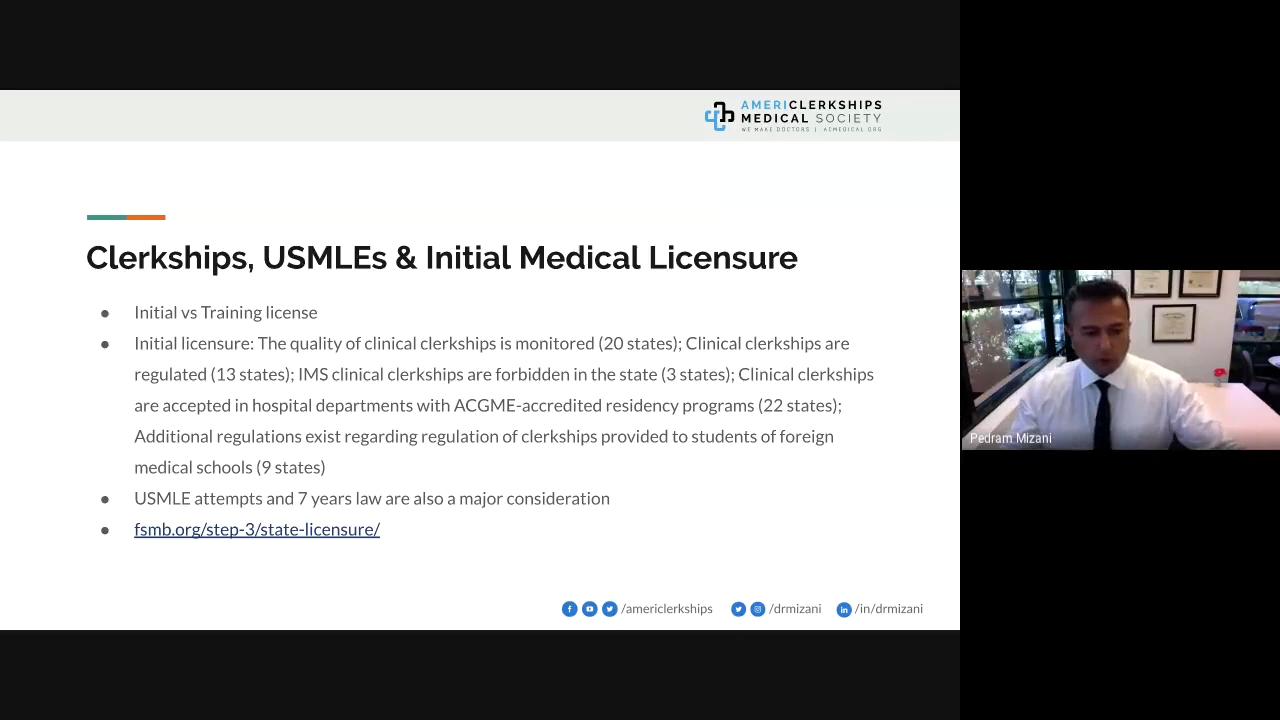 AMERICLERKSHIPS
MEDICAL SOCIETY
WE MAKE DOCTORS | ACMEDICAL.ORG
Clerkships, USMLEs & Initial Medical Licensure
● Initial vs Training license
● Initial licensure: The quality of clinical clerkships is monitored (20 states); Clinical clerkships are
regulated (13 states); IMS clinical clerkships are forbidden in the state (3 states); Clinical clerkships
are accepted in hospital departments with ACGME-accredited residency programs (22 states);
Additional regulations exist regarding regulation of clerkships provided to students of foreign
medical schools (9 states)
● USMLE attempts and 7 years law are also a major consideration
● fsmb.org/step-3/state-licensure/
/americlerkships /drmizani /in/drmizani
Pedram Mizani